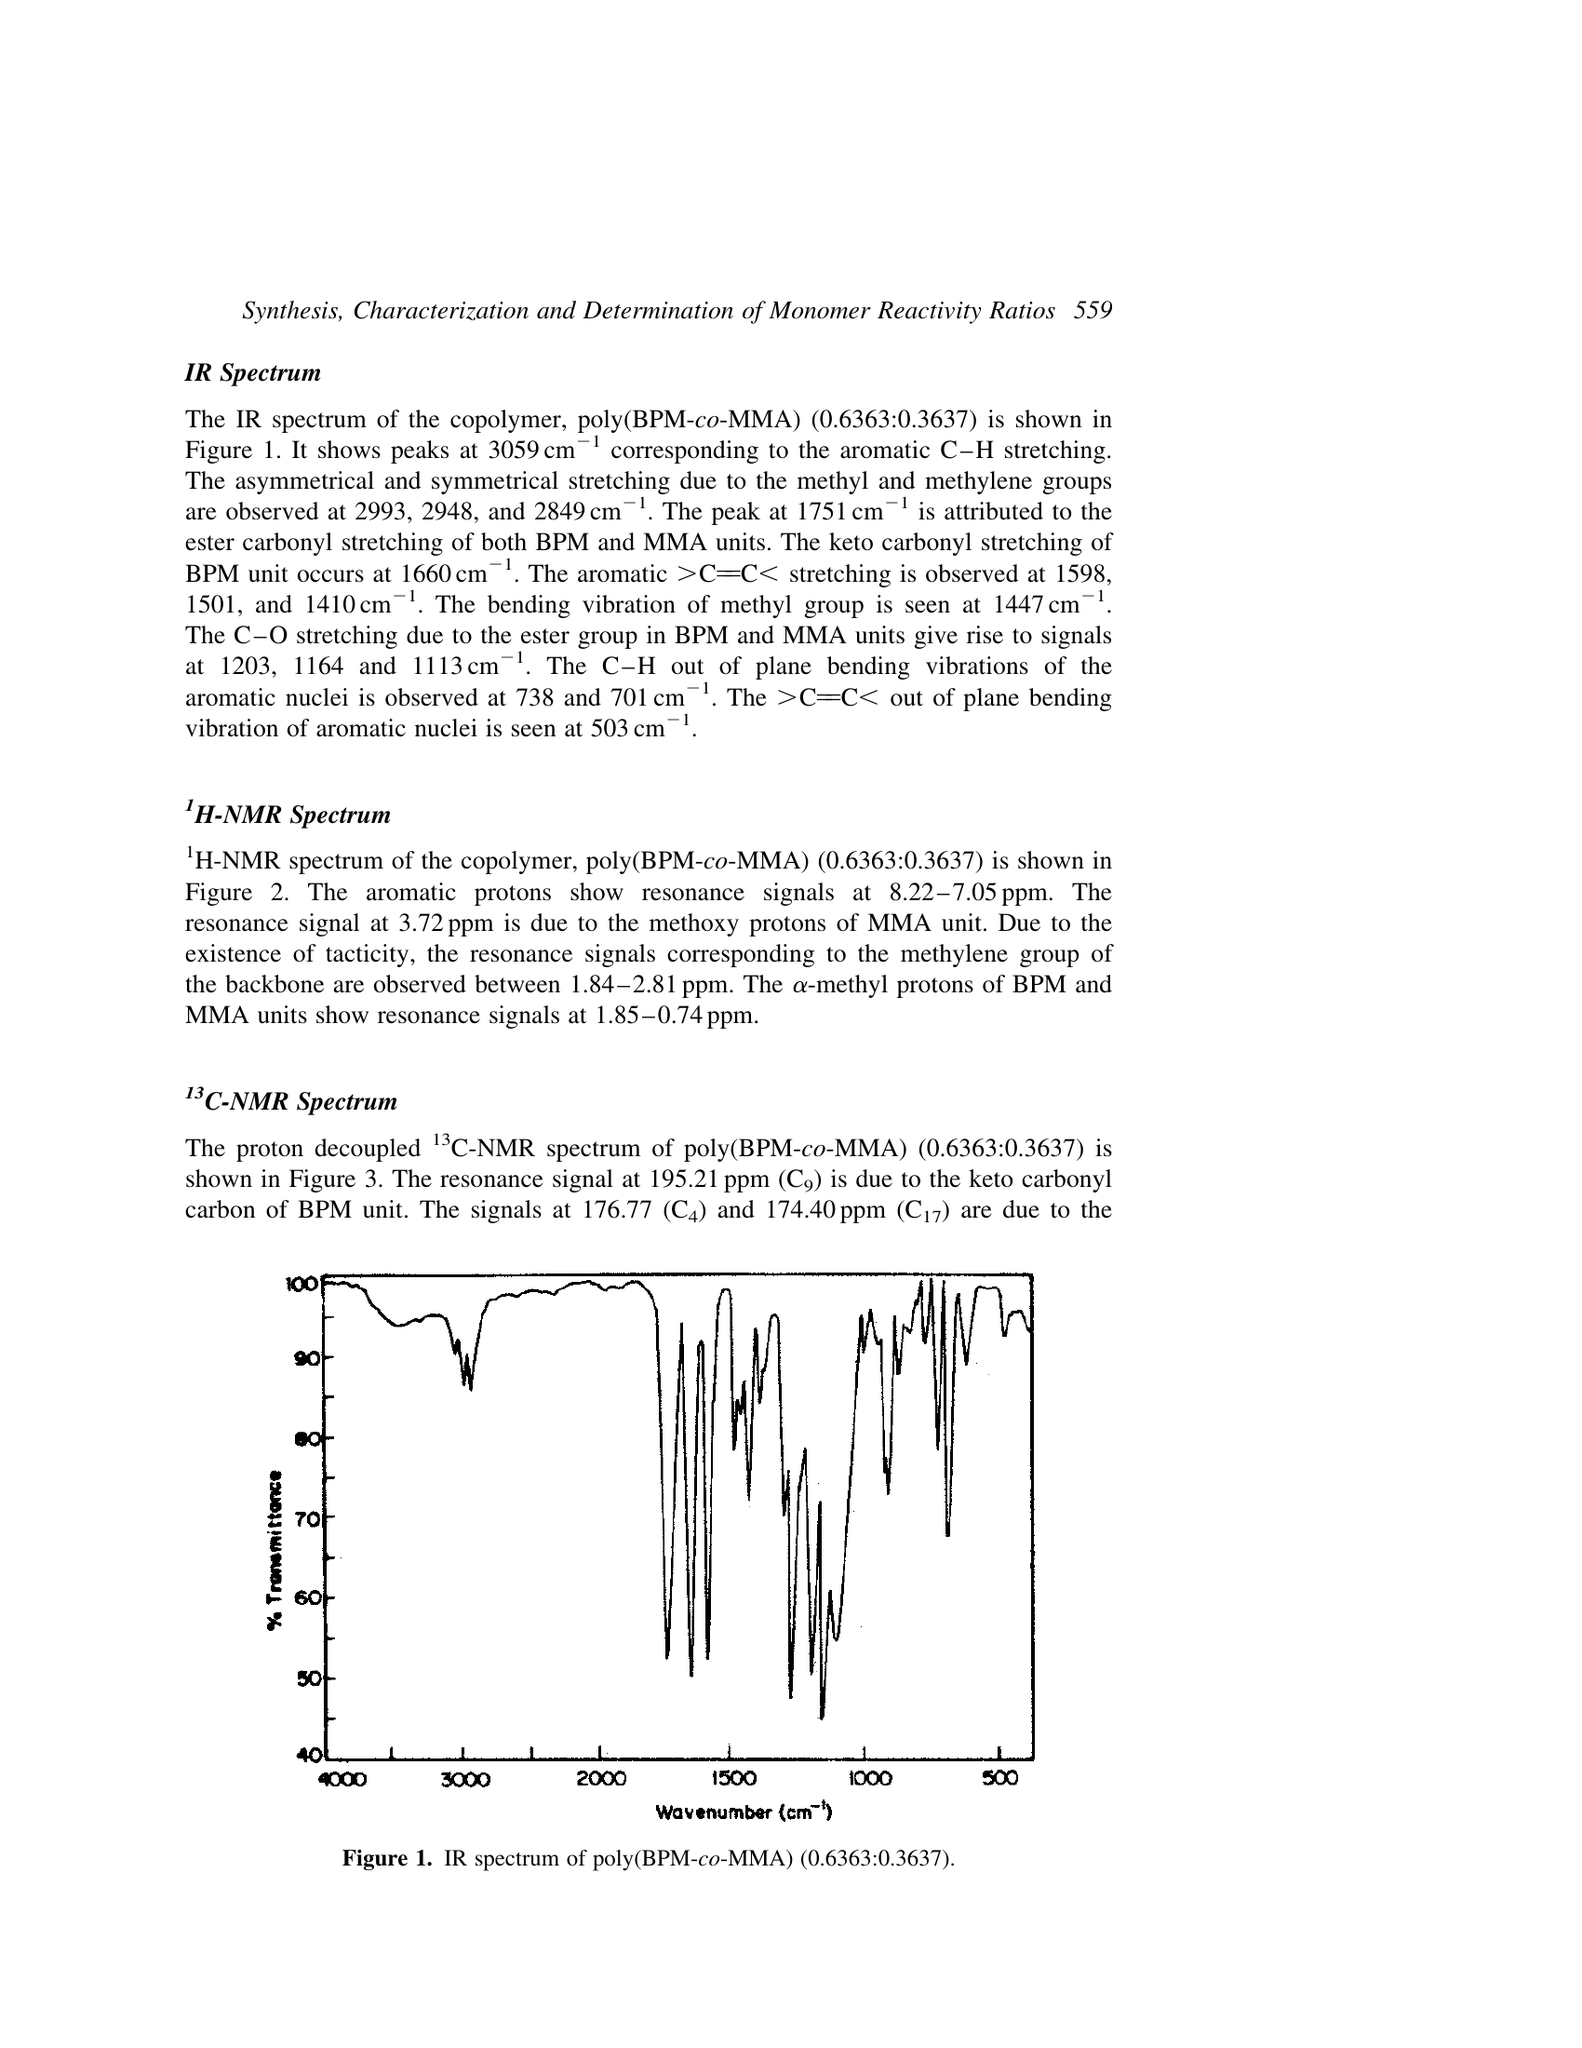 Synthesis, Characterization and Determination of Monomer Reactivity Ratios 559
IR Spectrum
The IR spectrum of the copolymer, poly(BPM-co-MMA) (0.6363:0.3637) is shown in
Figure 1. It shows peaks at 3059 cm⁻¹ corresponding to the aromatic C–H stretching.
The asymmetrical and symmetrical stretching due to the methyl and methylene groups
are observed at 2993, 2948, and 2849 cm⁻¹. The peak at 1751 cm⁻¹ is attributed to the
ester carbonyl stretching of both BPM and MMA units. The keto carbonyl stretching of
BPM unit occurs at 1660 cm⁻¹. The aromatic >C=C< stretching is observed at 1598,
1501, and 1410 cm⁻¹. The bending vibration of methyl group is seen at 1447 cm⁻¹.
The C–O stretching due to the ester group in BPM and MMA units give rise to signals
at 1203, 1164 and 1113 cm⁻¹. The C–H out of plane bending vibrations of the
aromatic nuclei is observed at 738 and 701 cm⁻¹. The >C=C< out of plane bending
vibration of aromatic nuclei is seen at 503 cm⁻¹.
¹H-NMR Spectrum
¹H-NMR spectrum of the copolymer, poly(BPM-co-MMA) (0.6363:0.3637) is shown in
Figure 2. The aromatic protons show resonance signals at 8.22–7.05 ppm. The
resonance signal at 3.72 ppm is due to the methoxy protons of MMA unit. Due to the
existence of tacticity, the resonance signals corresponding to the methylene group of
the backbone are observed between 1.84–2.81 ppm. The α-methyl protons of BPM and
MMA units show resonance signals at 1.85–0.74 ppm.
¹³C-NMR Spectrum
The proton decoupled ¹³C-NMR spectrum of poly(BPM-co-MMA) (0.6363:0.3637) is
shown in Figure 3. The resonance signal at 195.21 ppm (C₉) is due to the keto carbonyl
carbon of BPM unit. The signals at 176.77 (C₄) and 174.40 ppm (C₁₇) are due to the
100
90
80
70
60
50
40
% Transmittance
4000 3000 2000 1500 1000 500
Wavenumber (cm⁻¹)
Figure 1. IR spectrum of poly(BPM-co-MMA) (0.6363:0.3637).